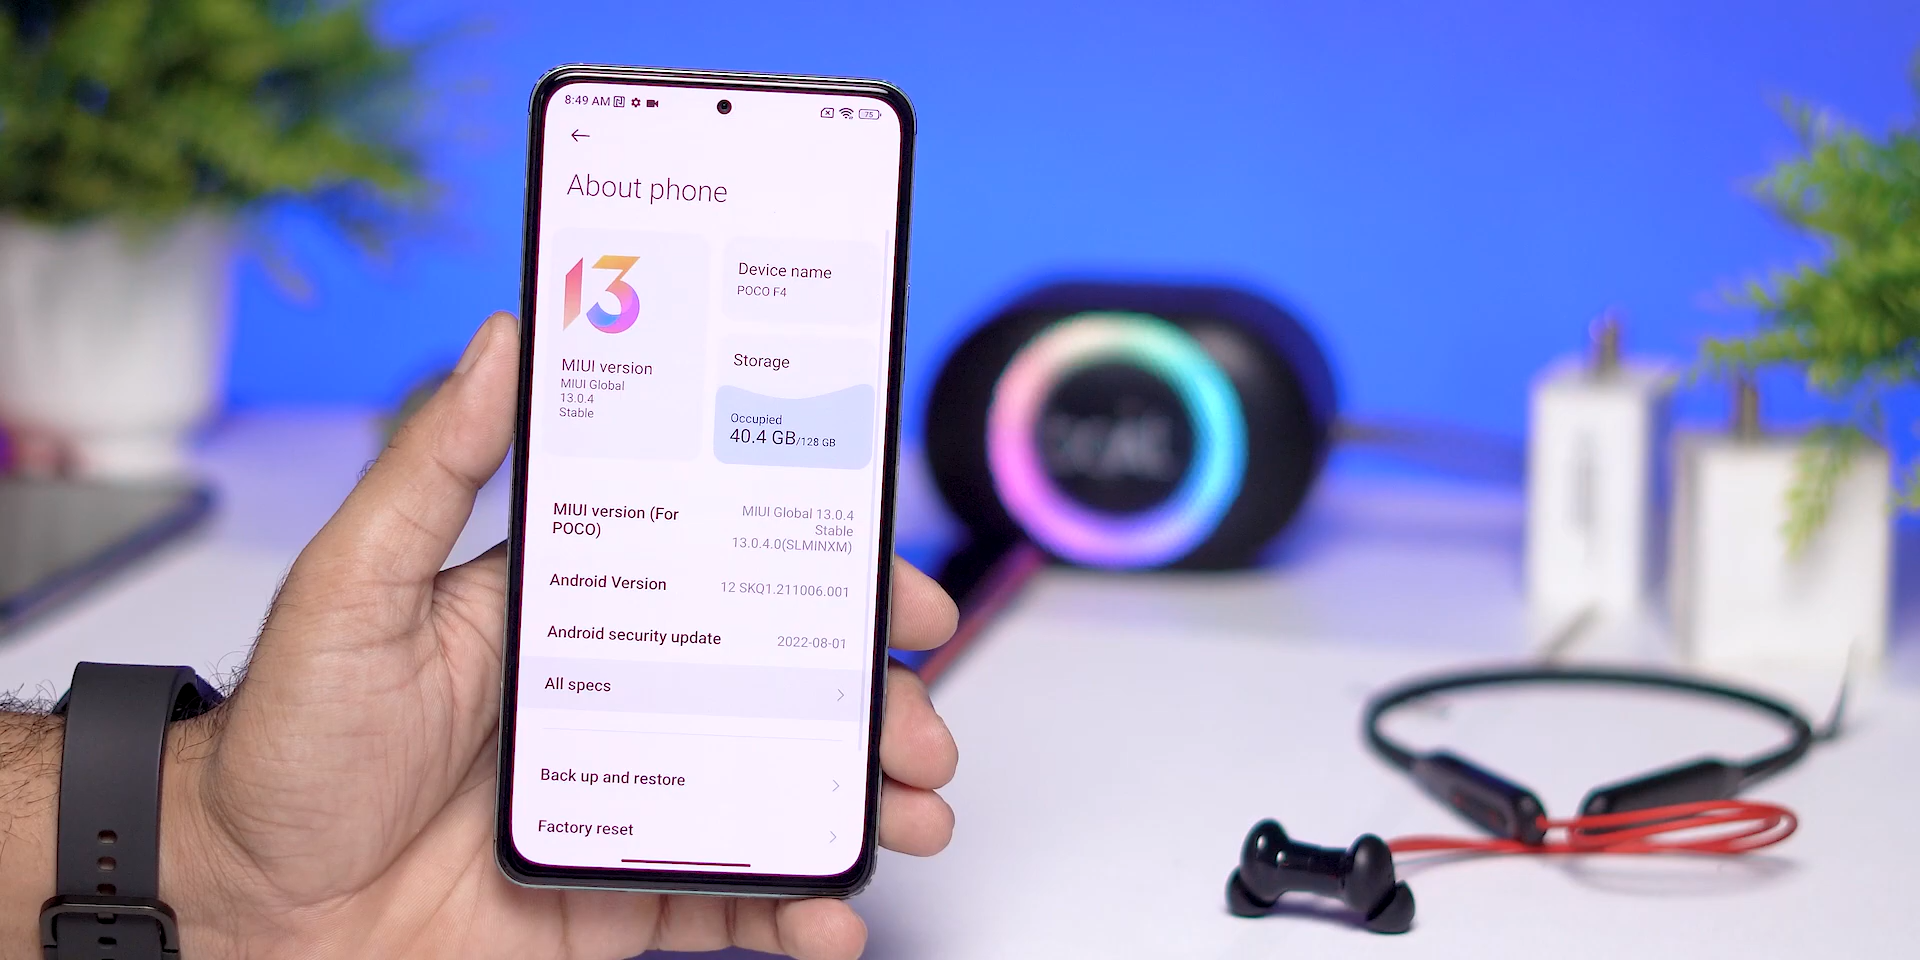 8:49 AM
75
About phone
13
Device name
POCO F4
MIUI version
MIUI Global
13.0.4
Stable
Storage
Occupied
40.4 GB/128 GB
MIUI version (For
POCO)
MIUI Global 13.0.4
Stable
13.0.4.0(SLMINXM)
Android Version
12 SKQ1.211006.001
Android security update
2022-08-01
All specs
Back up and restore
Factory reset